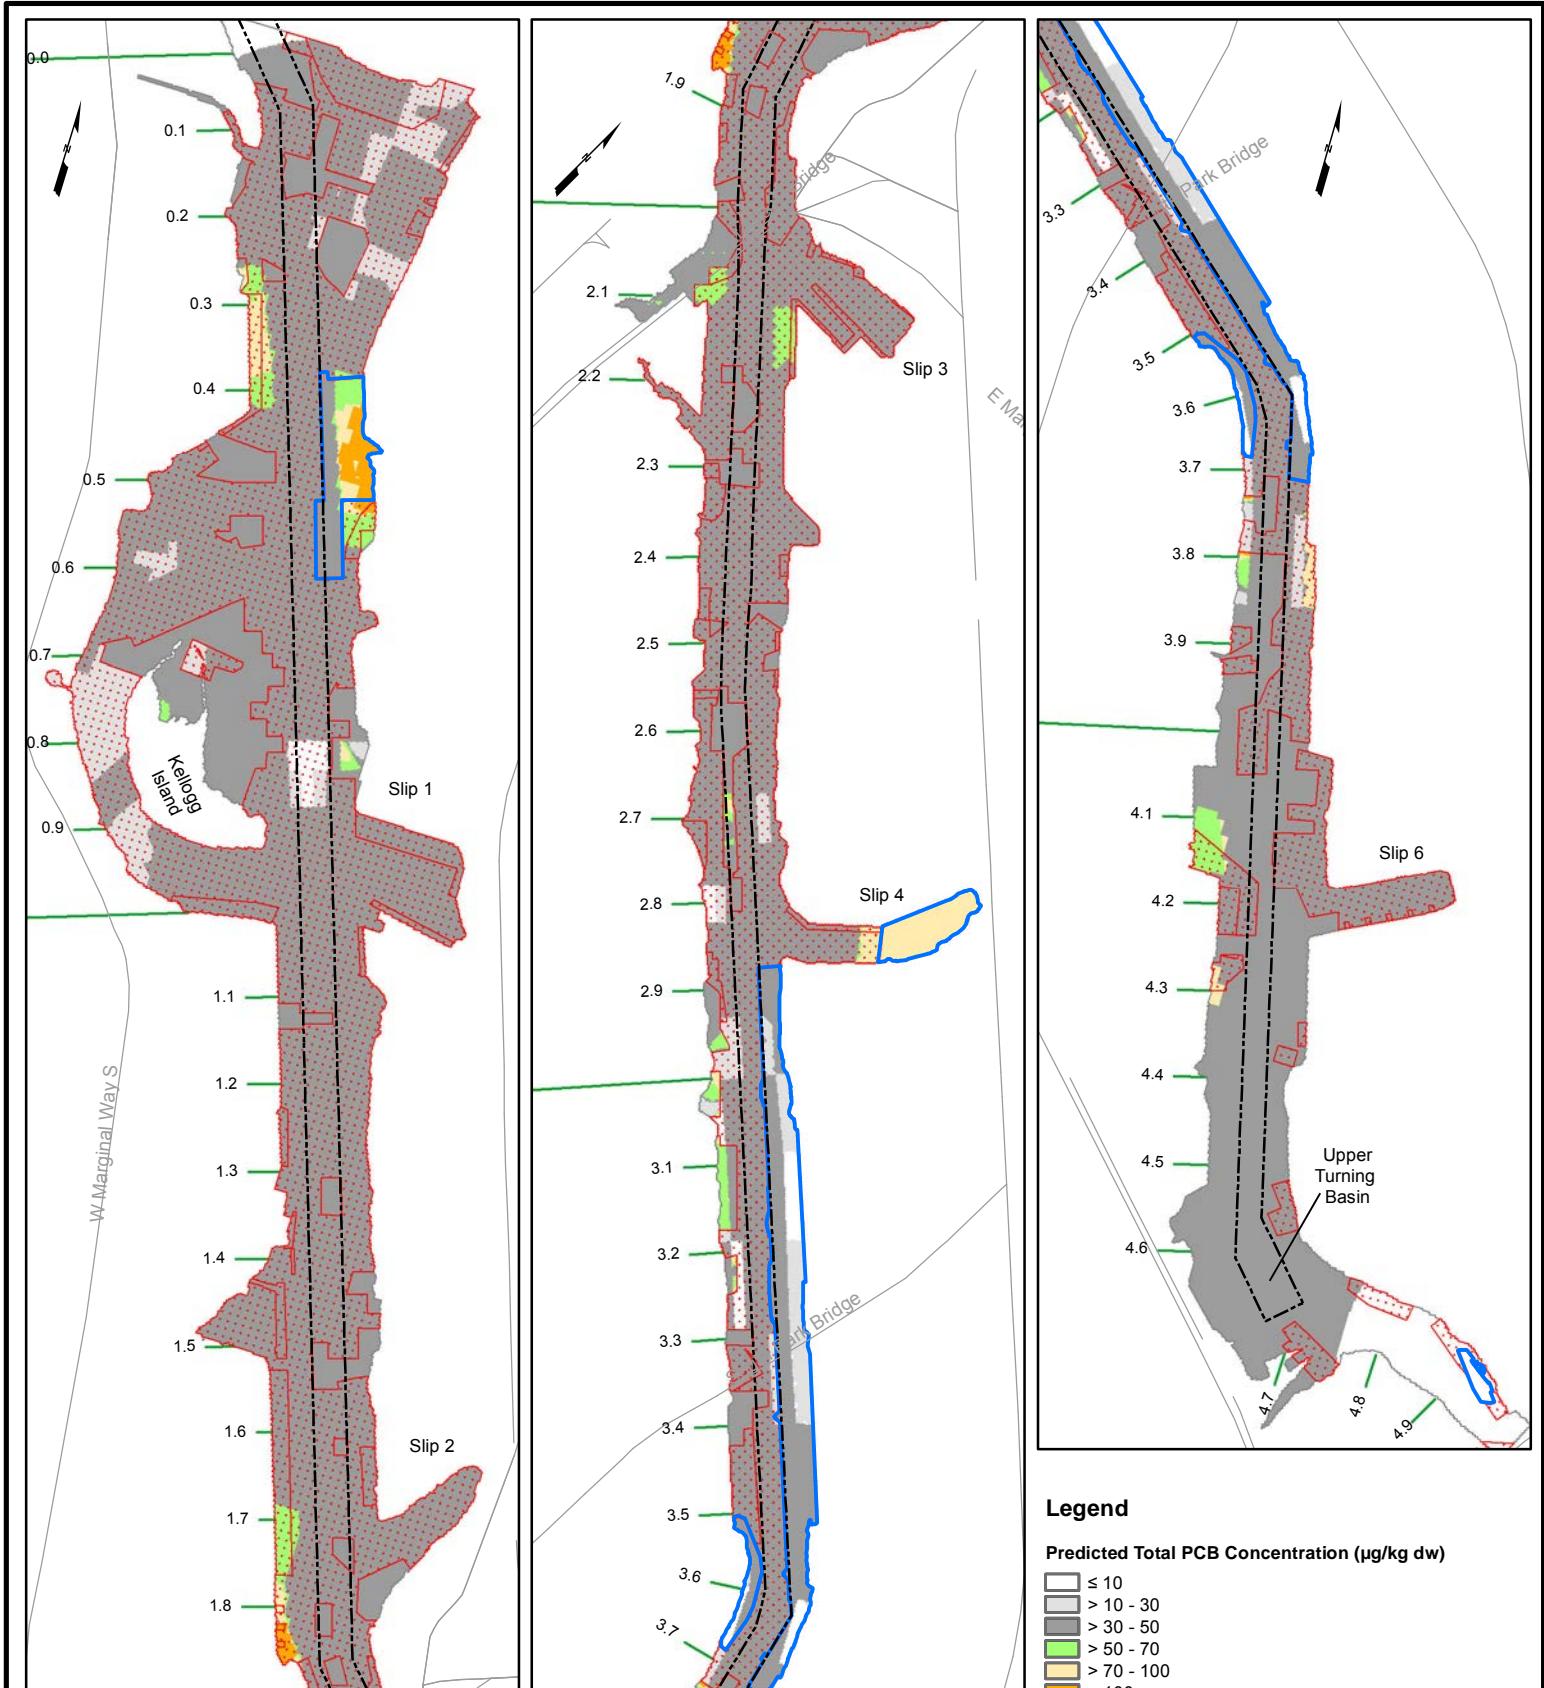 0.0
0.1
0.2
0.3
0.4
0.5
0.6
0.7
0.8
0.9
Kellogg
Island
Slip 1
1.1
1.2
1.3
1.4
1.5
1.6
1.7
1.8
W Marginal Way S
Slip 2
1.9
Bridge
2.1
2.2
Slip 3
E Mar
2.3
2.4
2.5
2.6
2.7
2.8
Slip 4
2.9
3.1
3.2
3.3
Park Bridge
3.4
3.5
3.6
3.7
Park Bridge
3.3
3.4
3.5
3.6
3.7
3.8
3.9
4.1
Slip 6
4.2
4.3
4.4
4.5
Upper
Turning
Basin
4.6
4.7
4.8
4.9
Legend
Predicted Total PCB Concentration (µg/kg dw)
≤ 10
> 10 - 30
> 30 - 50
> 50 - 70
> 70 - 100